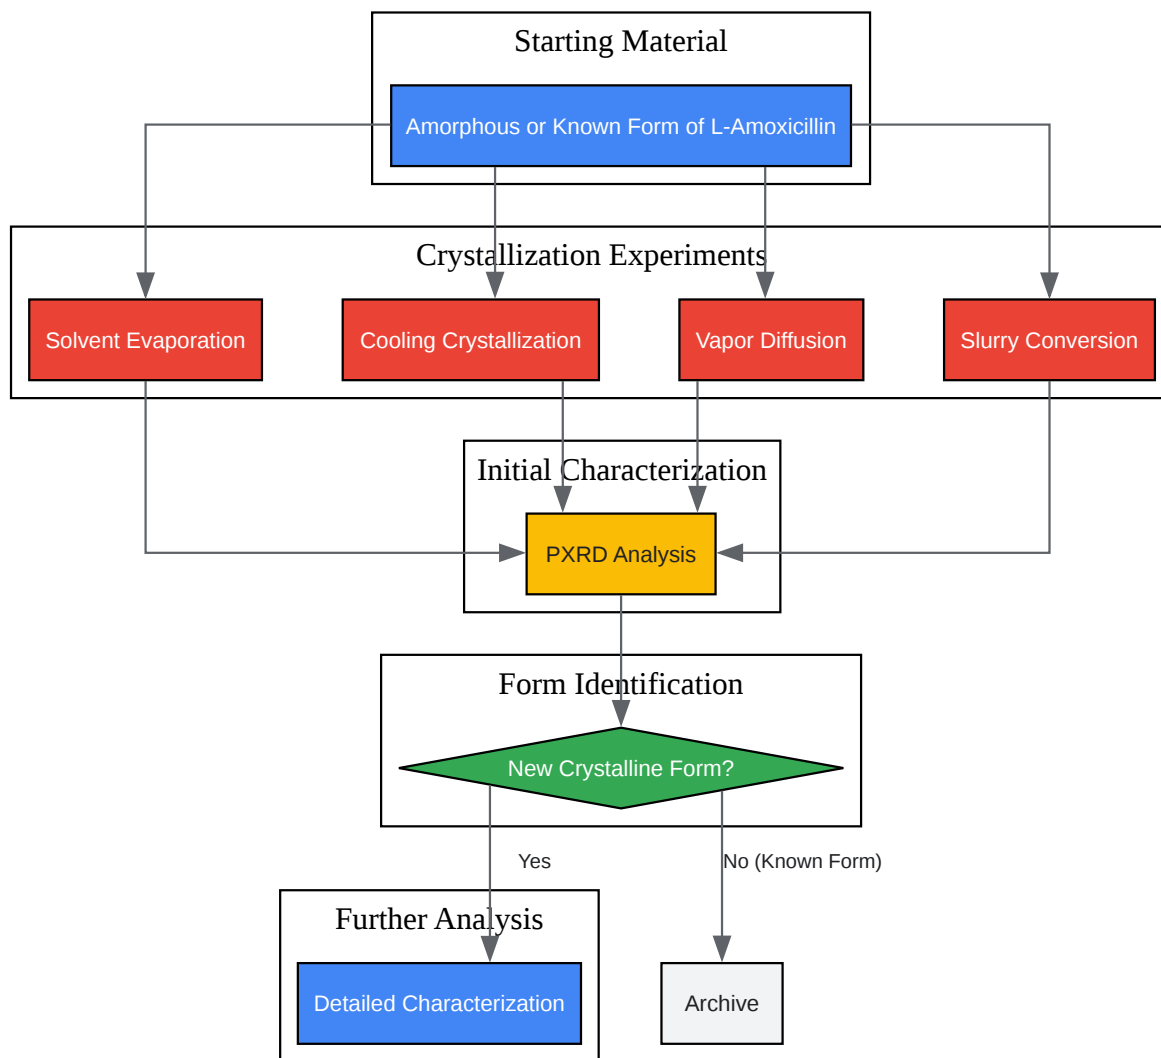 Starting Material
Amorphous or Known Form of L-Amoxicillin
Crystallization Experiments
Solvent Evaporation
Cooling Crystallization
Vapor Diffusion
Slurry Conversion
Initial Characterization
PXRD Analysis
Form Identification
New Crystalline Form?
Yes
No (Known Form)
Further Analysis
Detailed Characterization
Archive